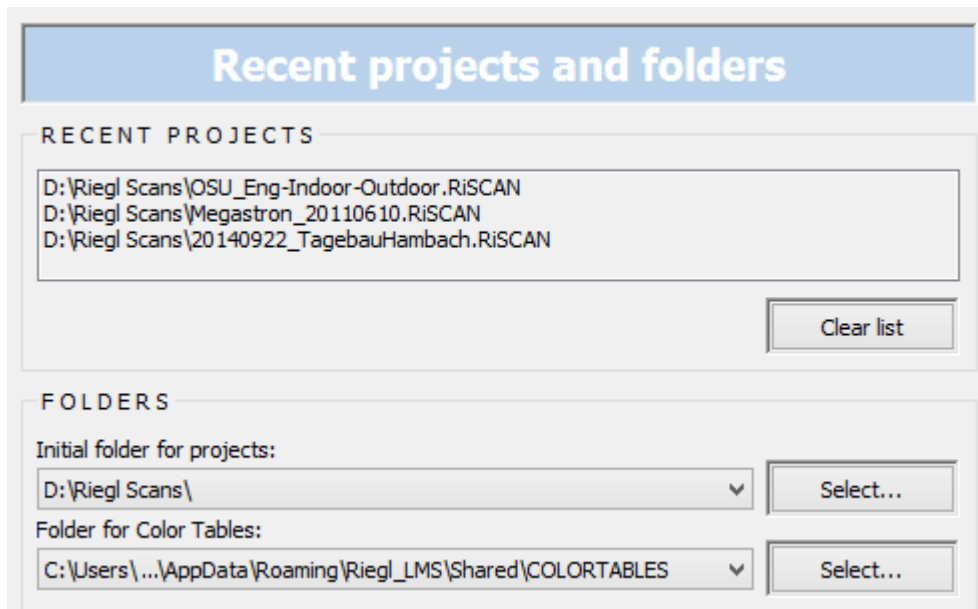 Recent projects and folders
RECENT PROJECTS
D:\Riegl Scans\OSU_Eng-Indoor-Outdoor.RiSCAN
D:\Riegl Scans\Megastron_20110610.RiSCAN
D:\Riegl Scans\20140922_TagebauHambach.RiSCAN
Clear list
FOLDERS
Initial folder for projects:
D:\Riegl Scans\
Select...
Folder for Color Tables:
C:\Users\ ...\AppData\Roaming\Riegl_LMS\Shared\COLORTABLES
Select...